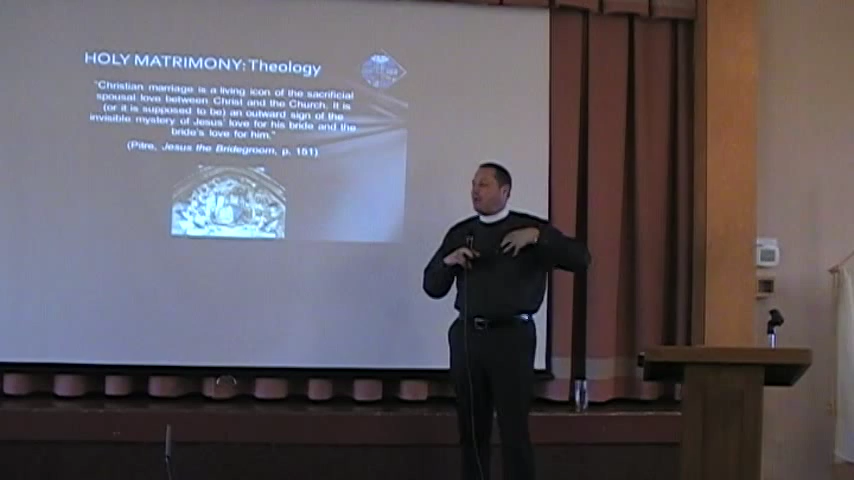 HOLY MATRIMONY: Theology
"Christian marriage is a living icon of the sacrificial
spousal love between Christ and the Church. It is
(or it is supposed to be) an outward sign of the
invisible mystery of Jesus' love for his bride and the
bride's love for him."
(Pitre, Jesus the Bridegroom, p. 151)